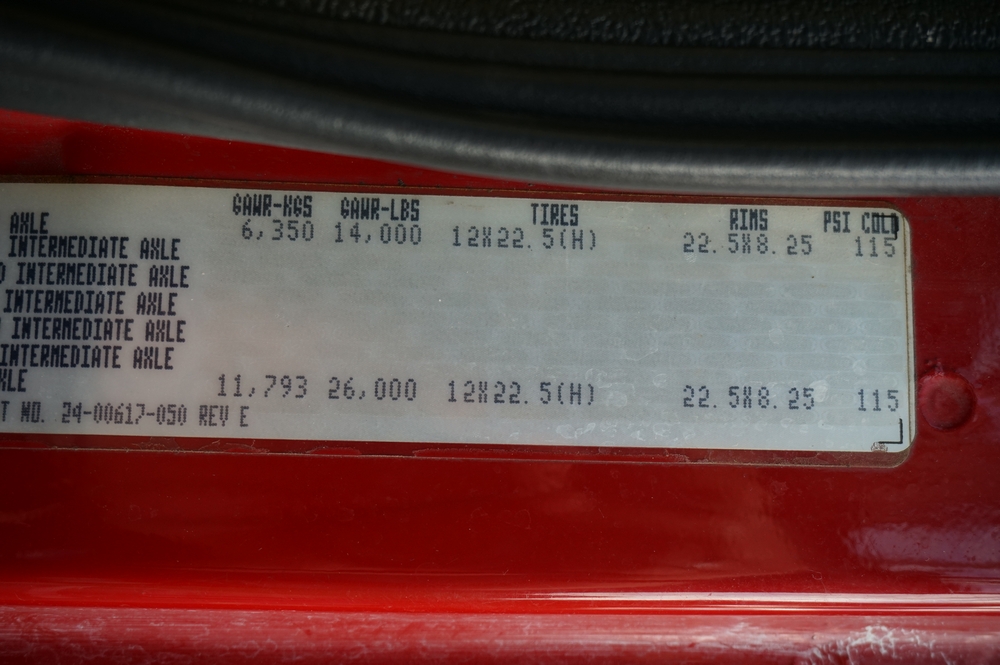 GAWR-KGS GAWR-LBS TIRES RIMS PSI COLD
AXLE 6,350 14,000 12X22.5(H) 22.5X8.25 115
INTERMEDIATE AXLE
INTERMEDIATE AXLE
INTERMEDIATE AXLE
INTERMEDIATE AXLE
INTERMEDIATE AXLE
XLE 11,793 26,000 12X22.5(H) 22.5X8.25 115
T NO. 24-00617-050 REV E